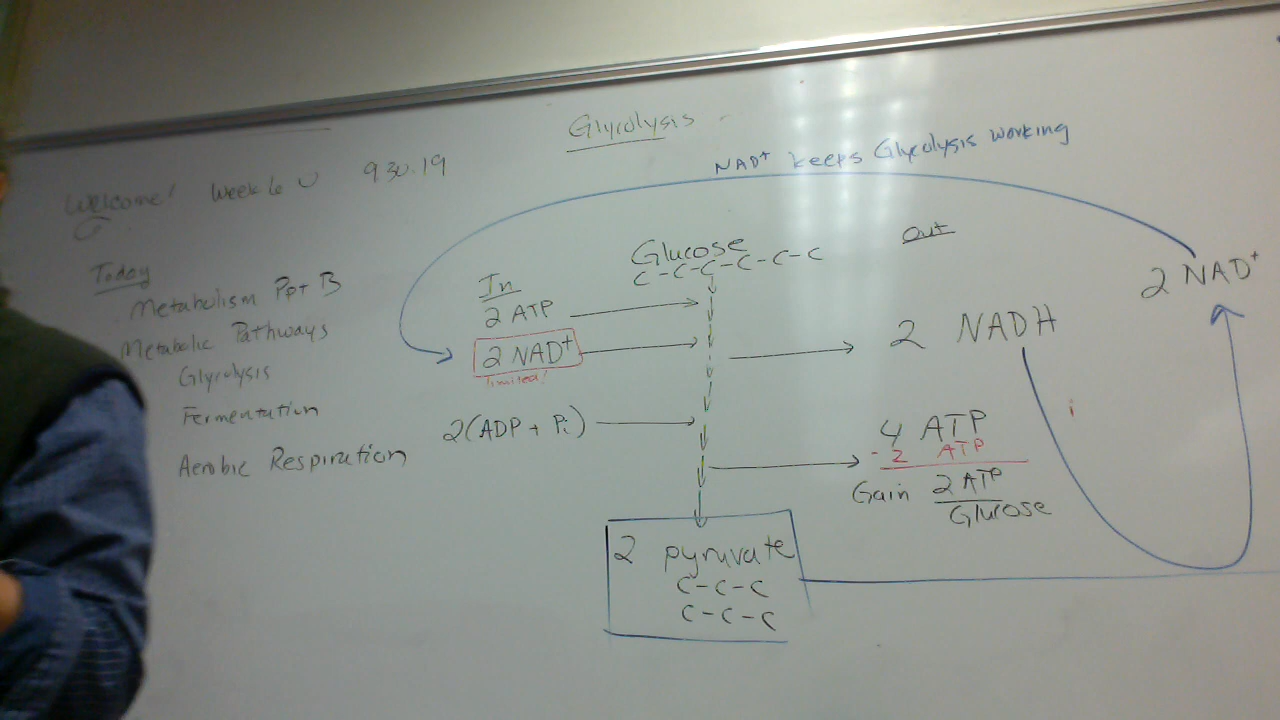 Glycolysis
Welcome! Week 6 9.30.19
NAD+ keeps Glycolysis working
Today
Metabolism Ppt B
Metabolic Pathways
Glycolysis
Fermentation
Aerobic Respiration
In
2 ATP
2 NAD+
limited!
2(ADP + Pi)
Glucose
C-C-C-C-C-C
Out
2 NADH
2 NAD+
4 ATP
- 2 ATP
Gain 2 ATP
Glucose
2 pyruvate
C-C-C
C-C-C